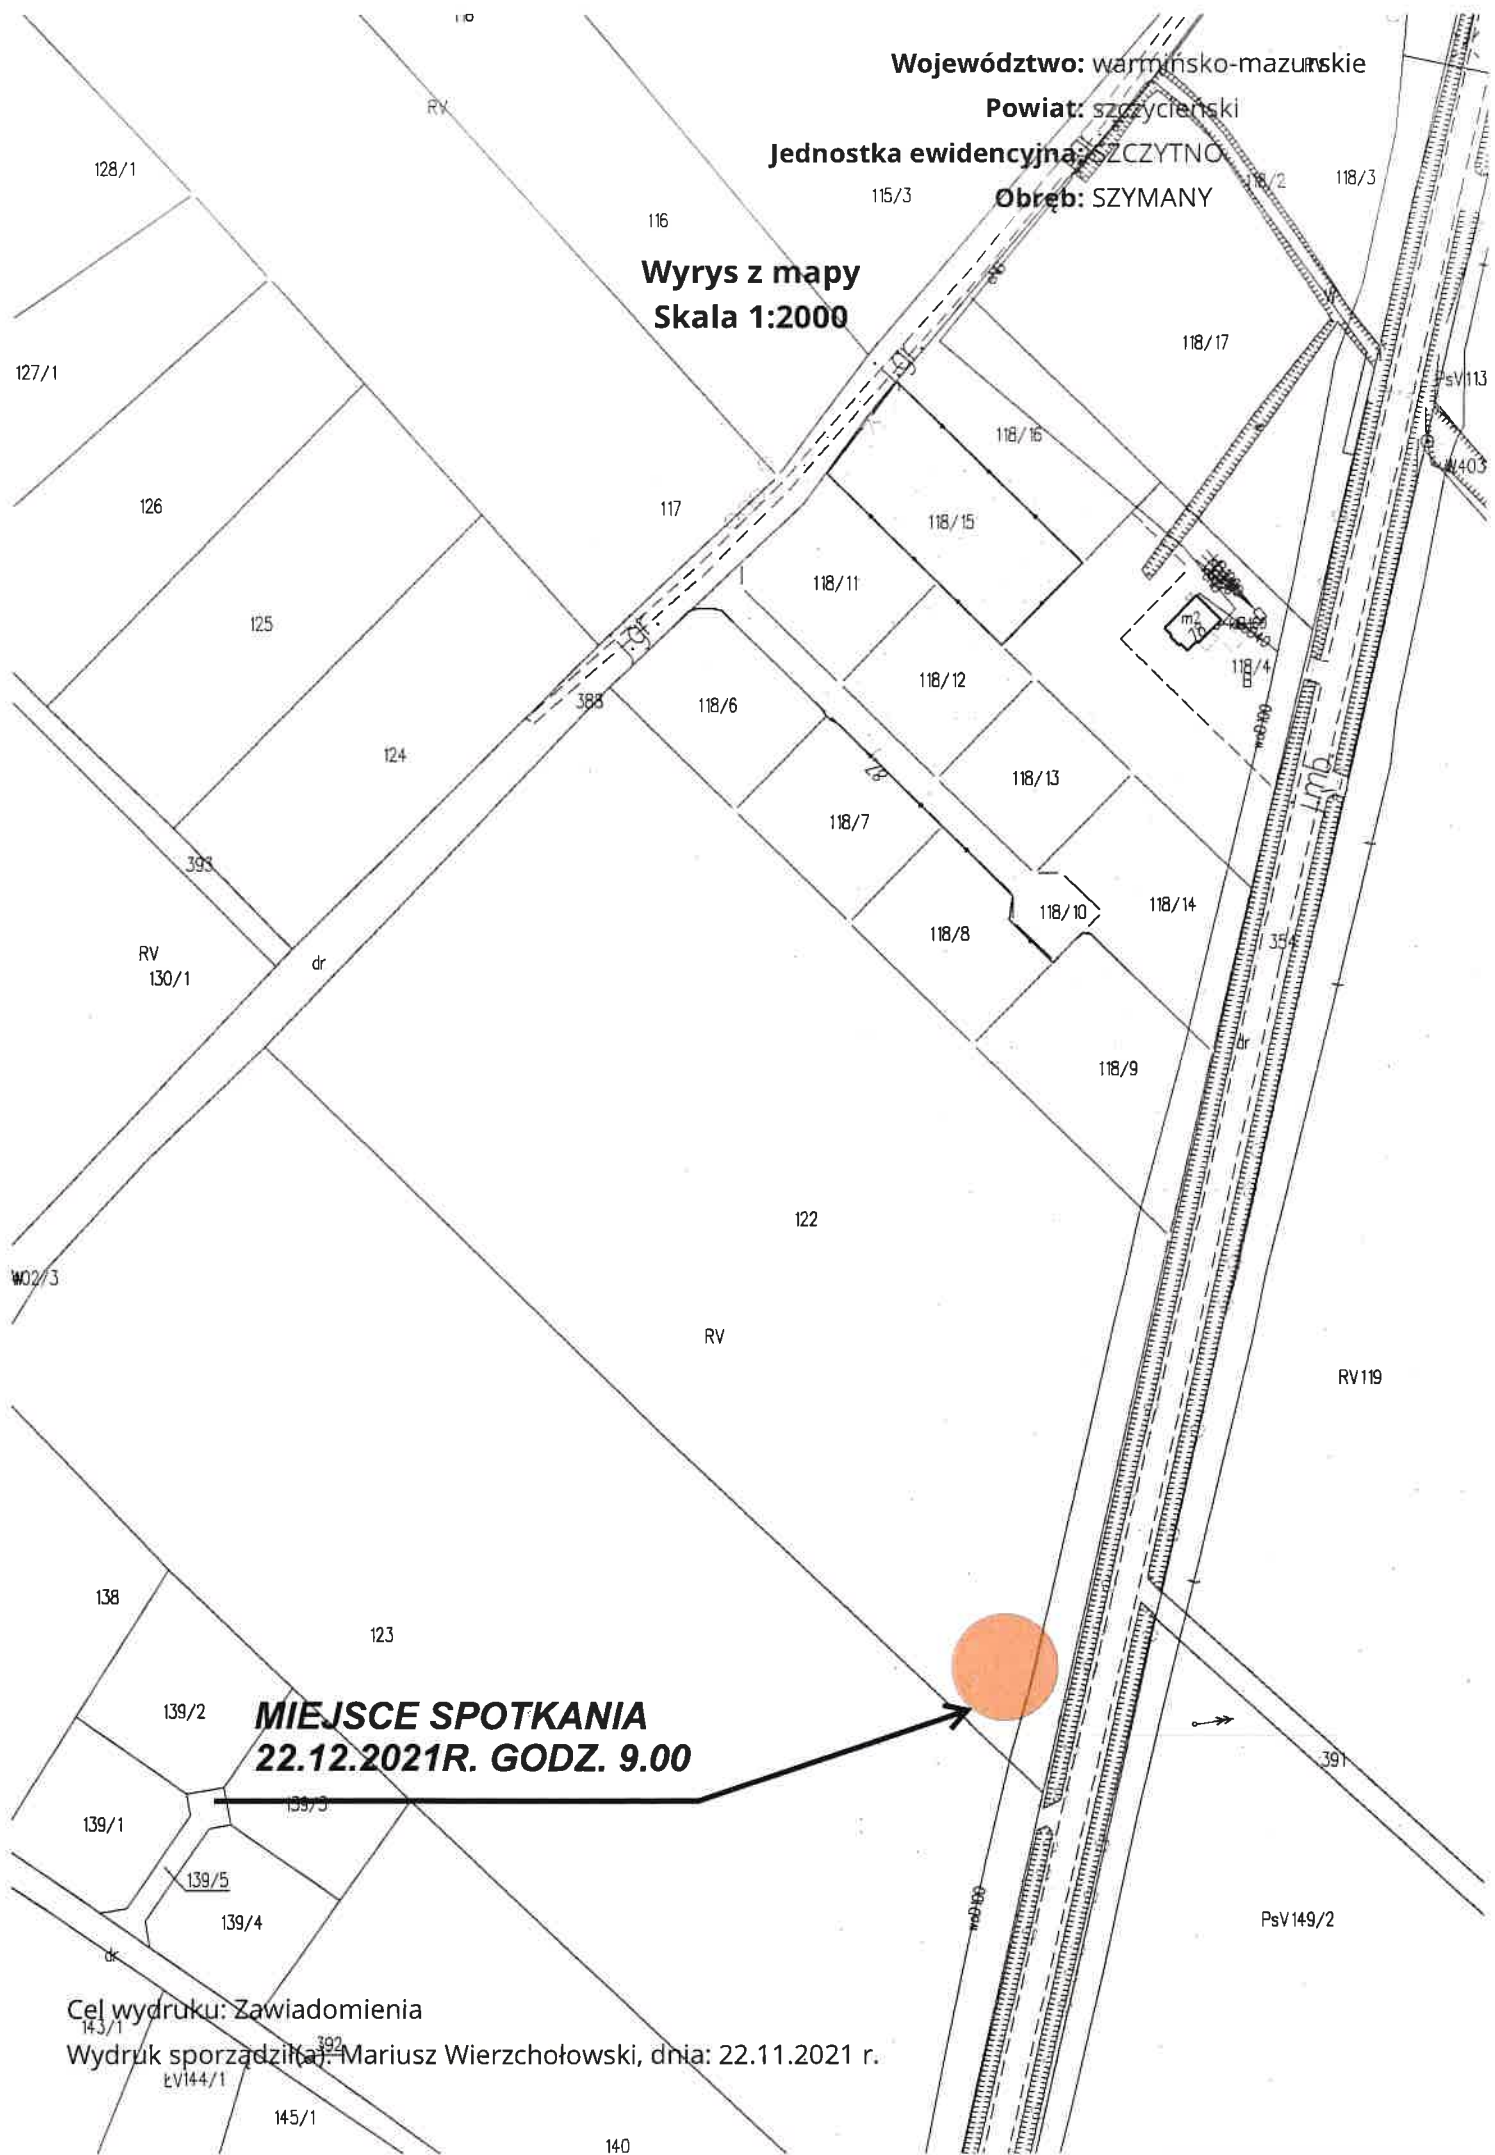 Województwo: warmińsko-mazurskie
Powiat: szczycieński
Jednostka ewidencyjna: SZCZYTNO
Obręb: SZYMANY
RV
128/1
118/2
118/3
115/3
116
Wyrys z mapy
Skala 1:2000
118/17
127/1
PsV113
118/16
W403
126
117
118/15
118/11
125
m2
78
118/4
118/12
j.gr.
388
118/6
woD100
124
118/13
118/7
393
118/10
118/14
118/8
354
RV
130/1
dr
dr
118/9
122
W02/3
RV
RV119
138
123
139/2
MIEJSCE SPOTKANIA
22.12.2021R. GODZ. 9.00
391
139/3
139/1
139/5
139/4
woD100
PsV149/2
dr
Cel wydruku: Zawiadomienia
143/1
392
Wydruk sporządził(a): Mariusz Wierzchołowski, dnia: 22.11.2021 r.
ŁV144/1
145/1
140